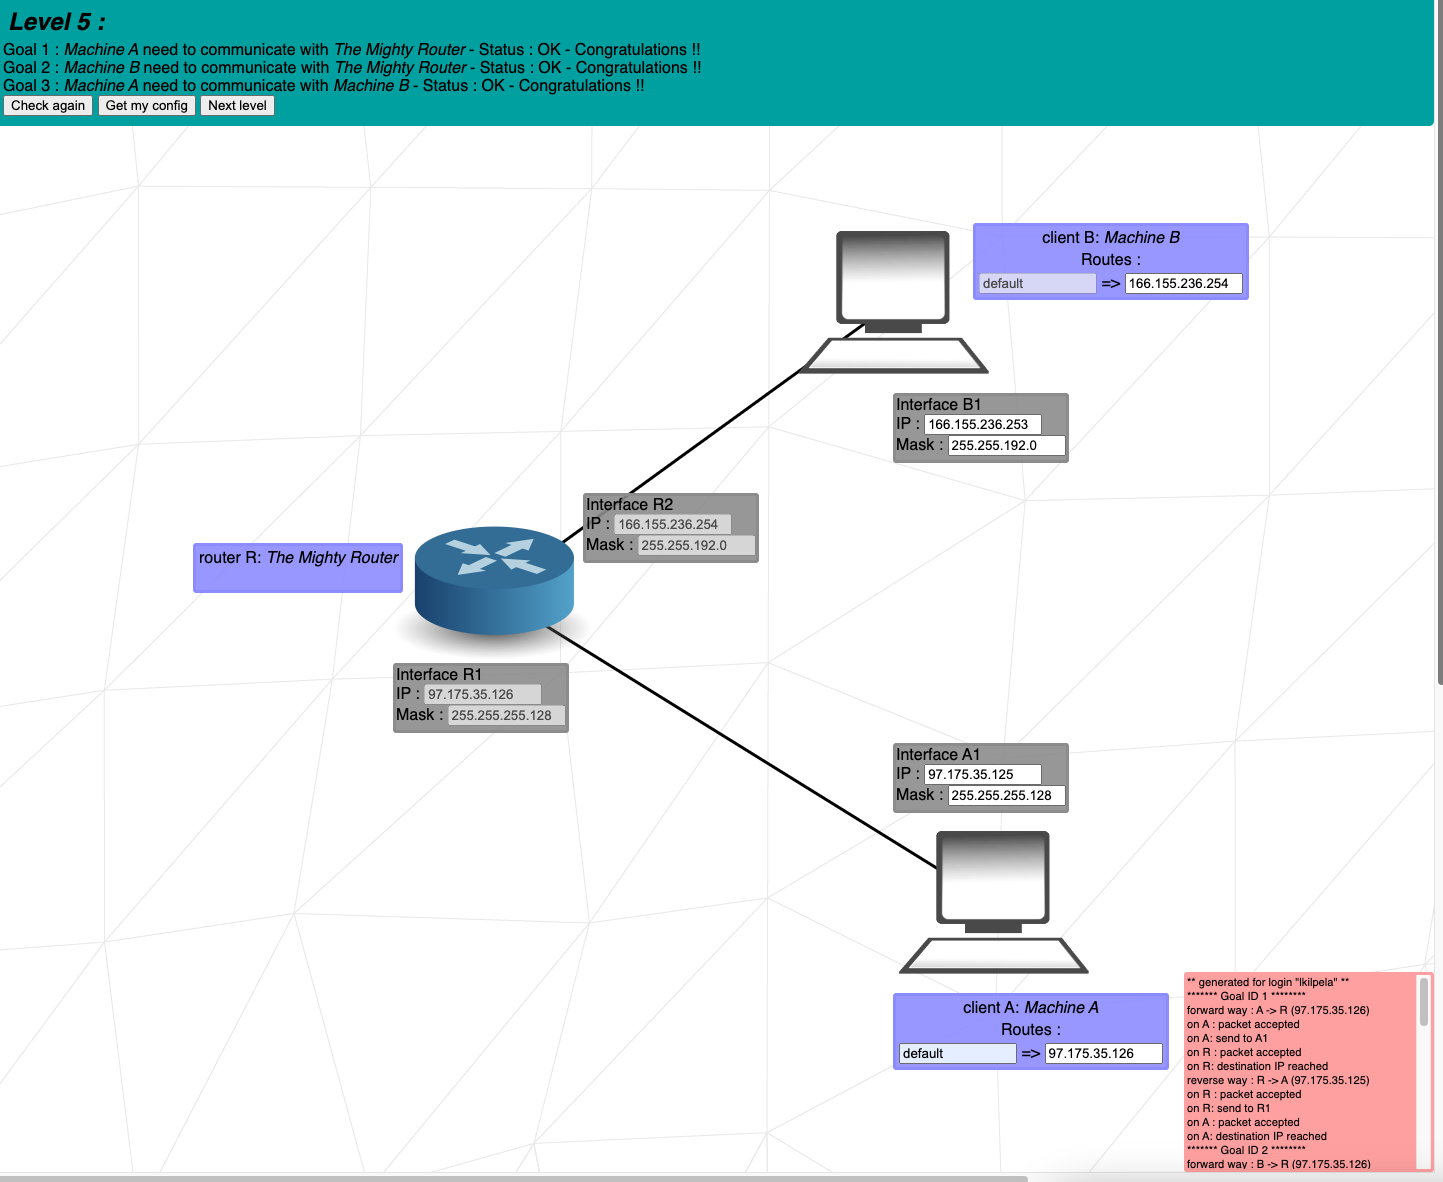 Level 5 :
Goal 1 : Machine A need to communicate with The Mighty Router - Status : OK - Congratulations !!
Goal 2 : Machine B need to communicate with The Mighty Router - Status : OK - Congratulations !!
Goal 3 : Machine A need to communicate with Machine B - Status : OK - Congratulations !!
Check again Get my config Next level
client B: Machine B
Routes :
default => 166.155.236.254
Interface B1
IP : 166.155.236.253
Mask : 255.255.192.0
Interface R2
IP : 166.155.236.254
Mask : 255.255.192.0
router R: The Mighty Router
Interface R1
IP : 97.175.35.126
Mask : 255.255.255.128
Interface A1
IP : 97.175.35.125
Mask : 255.255.255.128
client A: Machine A
Routes :
default => 97.175.35.126
** generated for login "lkilpela" **
******* Goal ID 1 ********
forward way : A -> R (97.175.35.126)
on A : packet accepted
on A: send to A1
on R : packet accepted
on R: destination IP reached
reverse way : R -> A (97.175.35.125)
on R : packet accepted
on R: send to R1
on A : packet accepted
on A: destination IP reached
******* Goal ID 2 ********
forward way : B -> R (97.175.35.126)